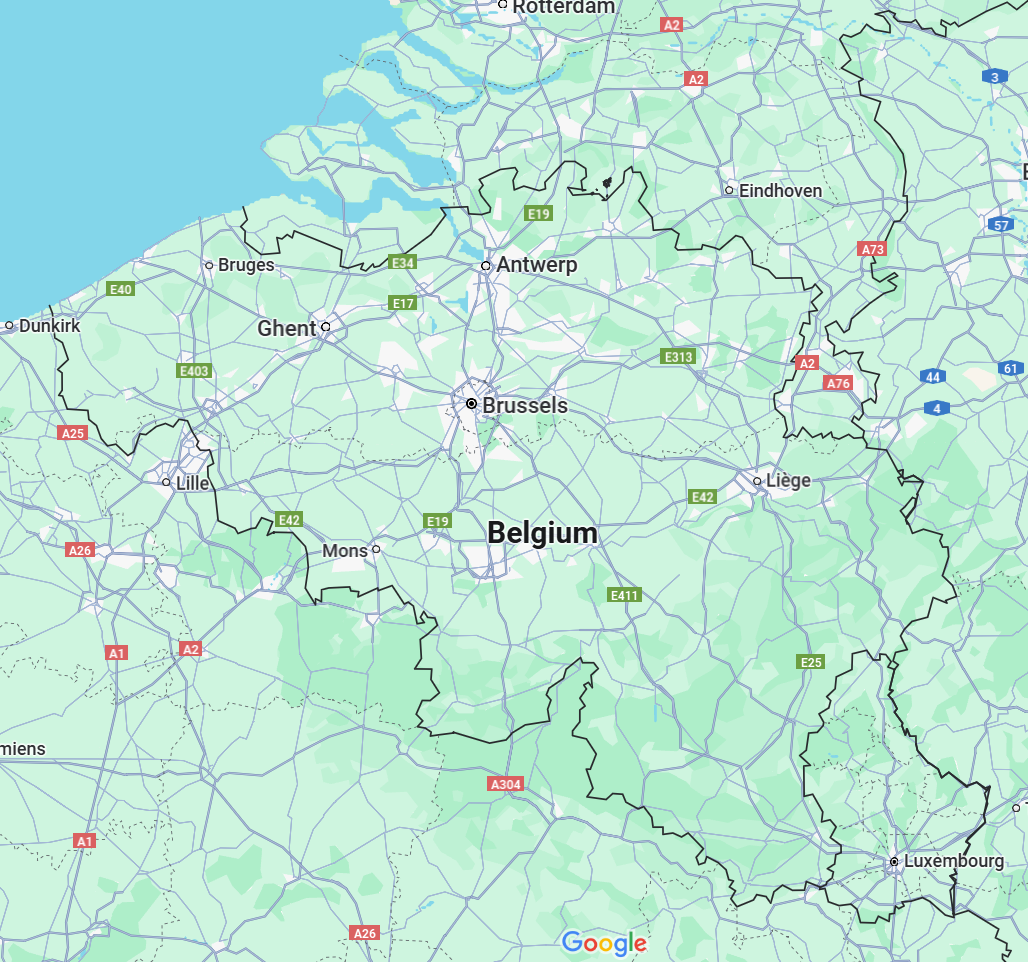 Rotterdam
A2
3
A2
Eindhoven
E19
57
A73
Bruges
E34
Antwerp
E40
E17
Dunkirk
Ghent
E313
A2
61
E403
44
A76
4
Brussels
A25
Lille
Liège
E42
E42
E19
Belgium
A26
Mons
E411
A1
A2
E25
miens
A304
A1
Luxembourg
A26
Google